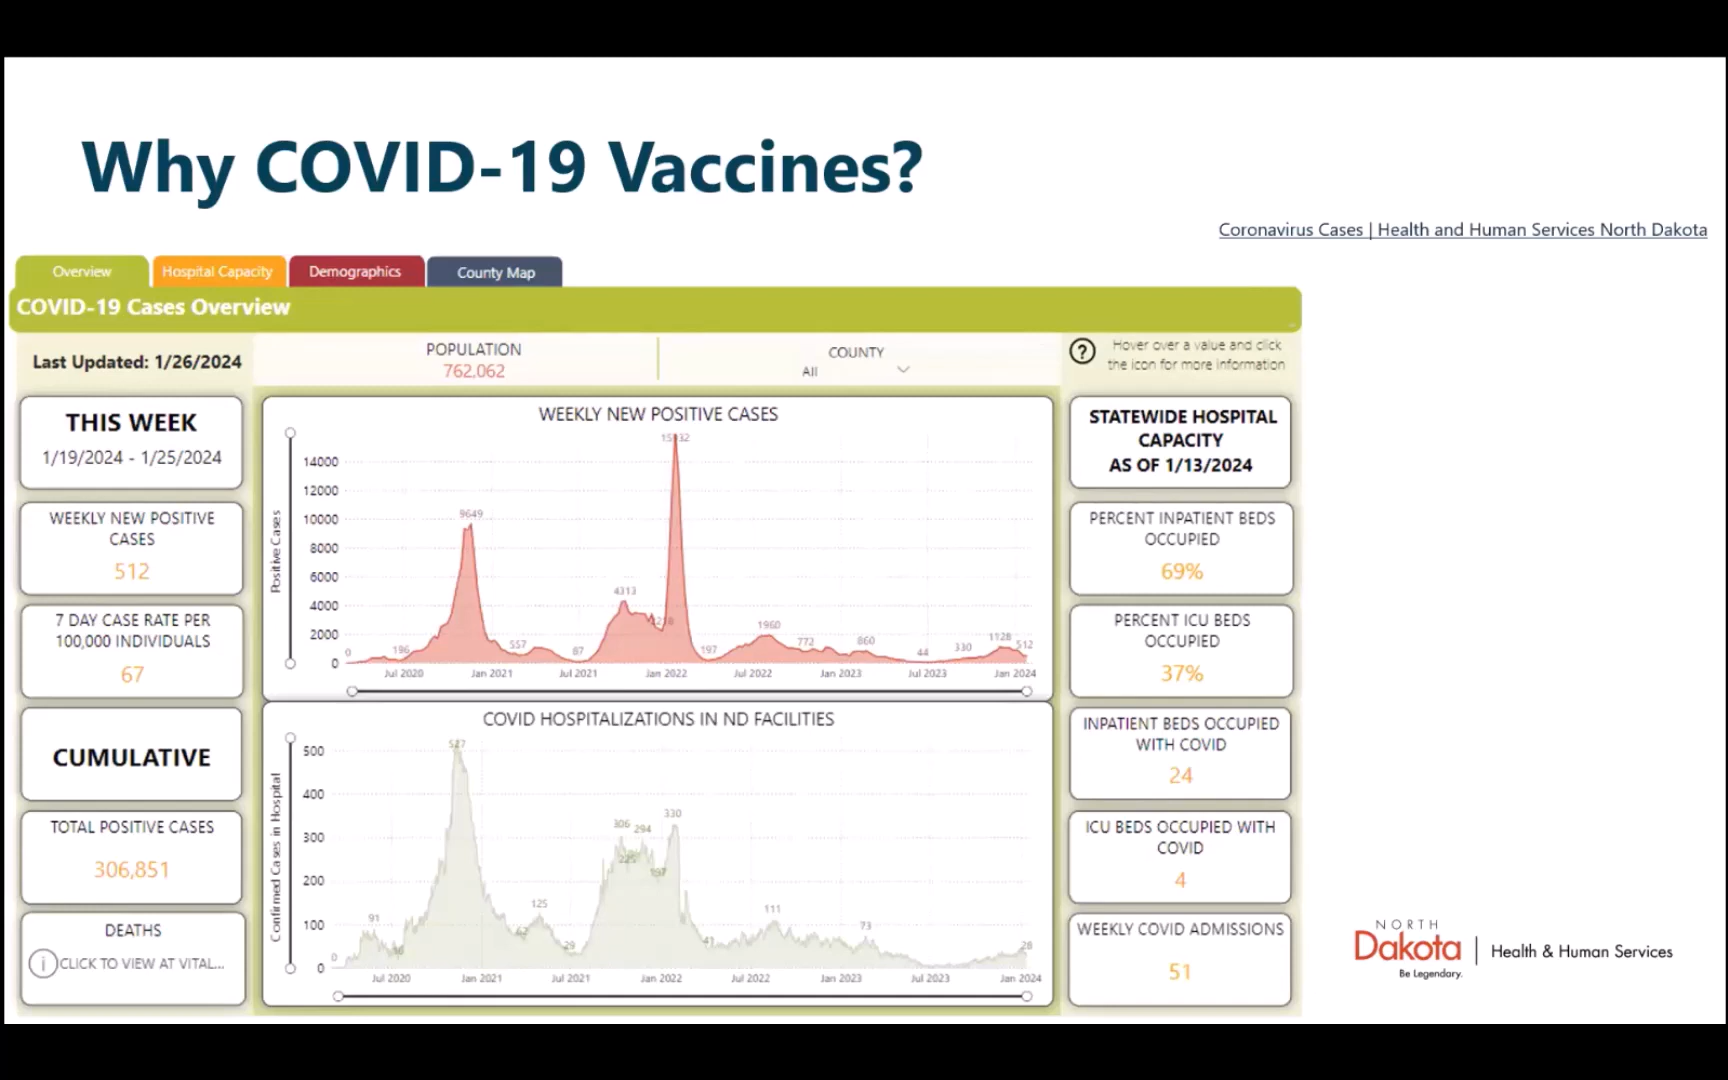 Why COVID-19 Vaccines?
Coronavirus Cases | Health and Human Services North Dakota
Overview
Hospital Capacity
Demographics
County Map
COVID-19 Cases Overview
Last Updated: 1/26/2024
POPULATION
762,062
COUNTY
All
Hover over a value and click
the icon for more information
THIS WEEK
1/19/2024 - 1/25/2024
WEEKLY NEW POSITIVE
CASES
512
7 DAY CASE RATE PER
100,000 INDIVIDUALS
67
CUMULATIVE
TOTAL POSITIVE CASES
306,851
DEATHS
CLICK TO VIEW AT VITAL...
WEEKLY NEW POSITIVE CASES
Positive Cases
14000
12000
10000
8000
6000
4000
2000
0
0
196
9649
557
87
4313
197
1960
772
860
44
330
1128
512
Jul 2020
Jan 2021
Jul 2021
Jan 2022
Jul 2022
Jan 2023
Jul 2023
Jan 2024
COVID HOSPITALIZATIONS IN ND FACILITIES
Confirmed Cases in Hospital
500
400
300
200
100
0
0
91
125
29
306
294
197
330
41
111
73
28
Jul 2020
Jan 2021
Jul 2021
Jan 2022
Jul 2022
Jan 2023
Jul 2023
Jan 2024
STATEWIDE HOSPITAL
CAPACITY
AS OF 1/13/2024
PERCENT INPATIENT BEDS
OCCUPIED
69%
PERCENT ICU BEDS
OCCUPIED
37%
INPATIENT BEDS OCCUPIED
WITH COVID
24
ICU BEDS OCCUPIED WITH
COVID
4
WEEKLY COVID ADMISSIONS
51
NORTH
Dakota
Be Legendary.
Health & Human Services